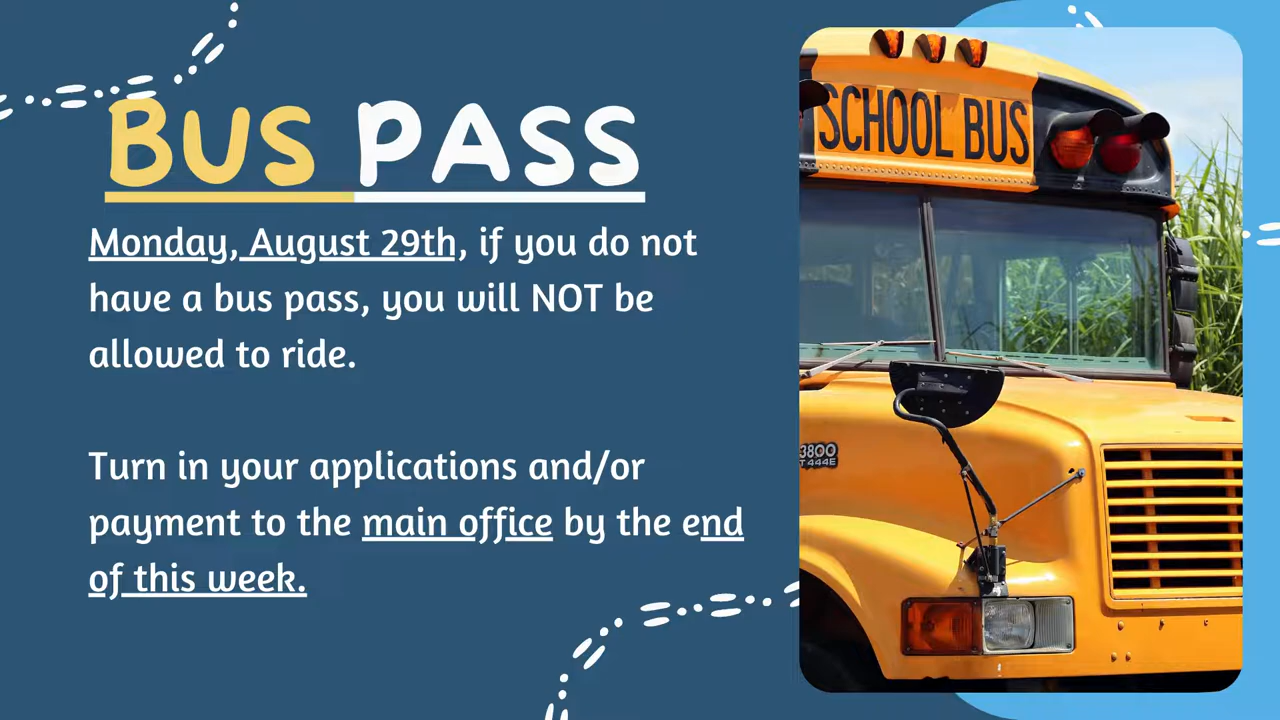 BUS PASS
Monday, August 29th, if you do not
have a bus pass, you will NOT be
allowed to ride.
Turn in your applications and/or
payment to the main office by the end
of this week.
SCHOOL BUS
3800
T 444E